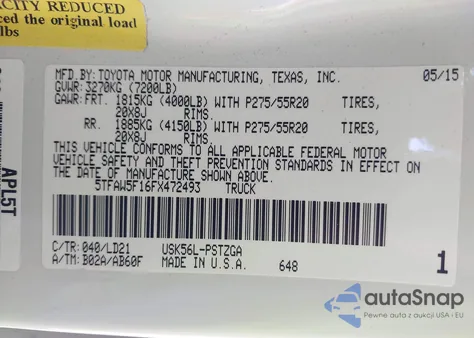 CITY REDUCED
ced the original load
lbs
MFD. BY: TOYOTA MOTOR MANUFACTURING, TEXAS, INC. 05/15
GVWR: 3270KG (7200LB)
GAWR: FRT. 1815KG (4000LB) WITH P275/55R20 TIRES,
20X8J RIMS.
RR. 1885KG (4150LB) WITH P275/55R20 TIRES,
20X8J RIMS.
THIS VEHICLE CONFORMS TO ALL APPLICABLE FEDERAL MOTOR
VEHICLE SAFETY AND THEFT PREVENTION STANDARDS IN EFFECT ON
THE DATE OF MANUFACTURE SHOWN ABOVE.
5TFAW5F16FX472493 TRUCK
C/TR: 040/LD21 USK56L-PSTZGA
A/TM: B02A/AB60F MADE IN U.S.A. 648 1
APL5T
autoSnap
Pewne auta z aukcji USA - EU